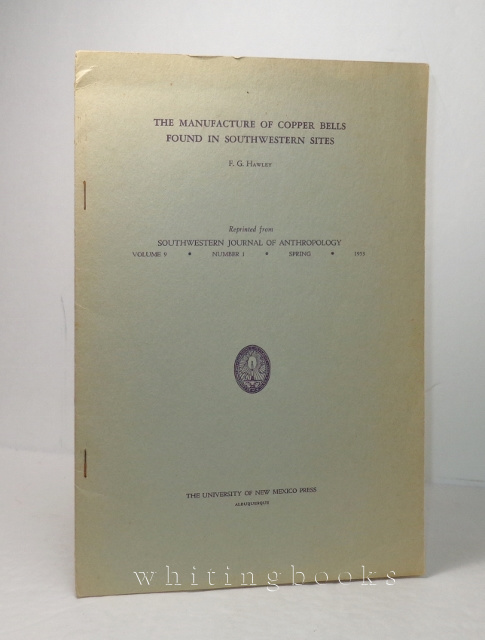 THE MANUFACTURE OF COPPER BELLS
FOUND IN SOUTHWESTERN SITES
F. G. HAWLEY
Reprinted from
SOUTHWESTERN JOURNAL OF ANTHROPOLOGY
VOLUME 9 • NUMBER 1 • SPRING • 1953
THE UNIVERSITY OF NEW MEXICO PRESS
ALBUQUERQUE
whitingbooks